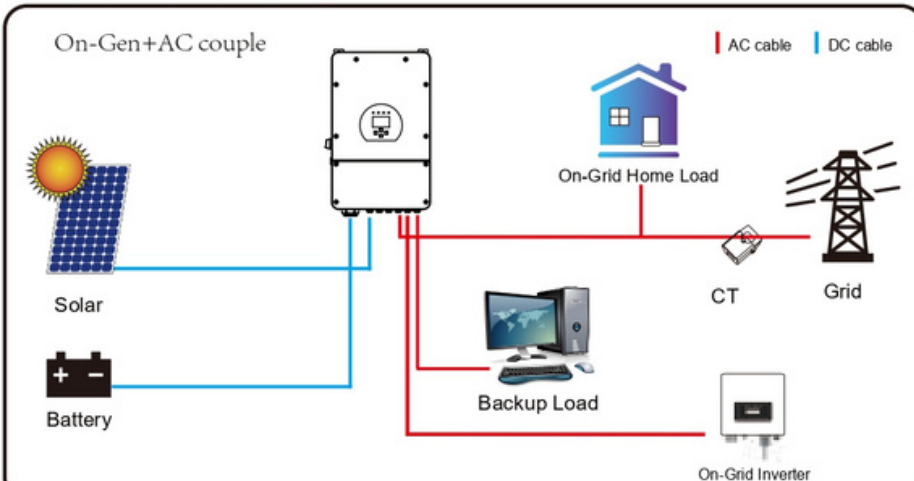 On-Gen+AC couple
AC cable
DC cable
On-Grid Home Load
Solar
CT
Grid
Backup Load
Battery
On-Grid Inverter